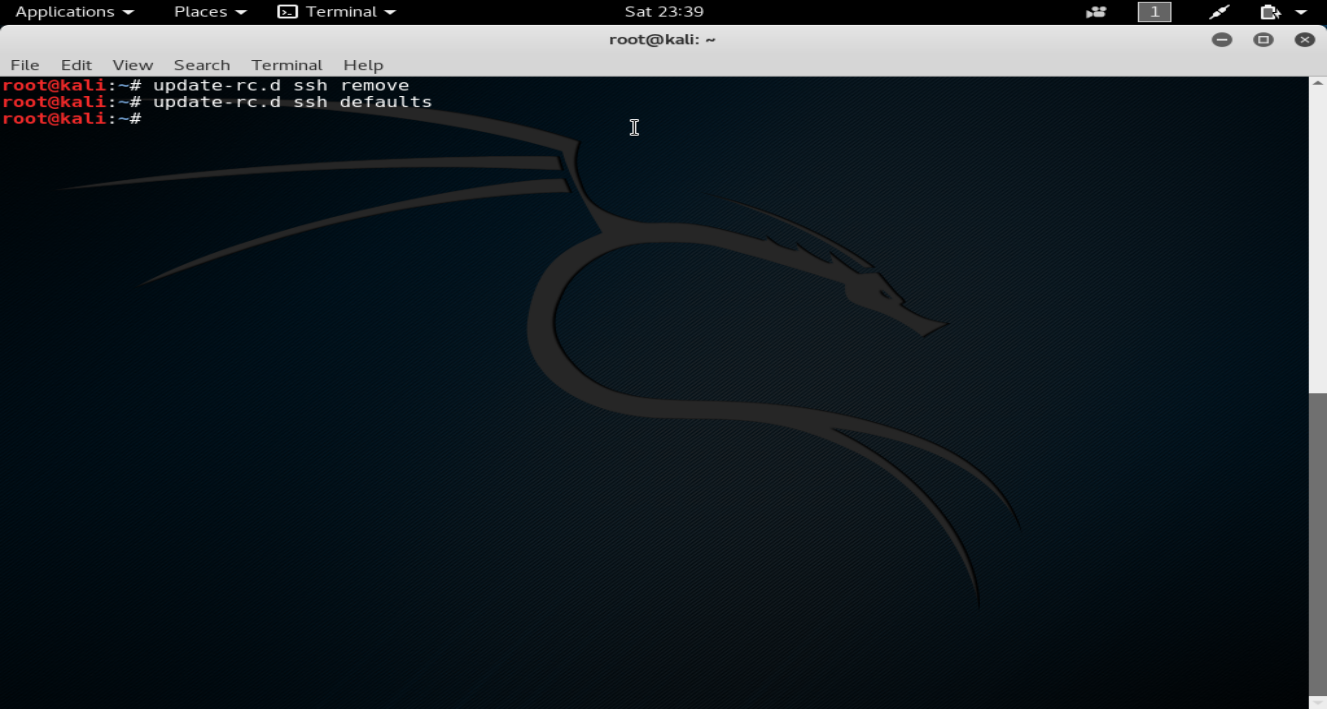 Applications Places Terminal Sat 23:39 1
root@kali: ~
File Edit View Search Terminal Help
root@kali:~# update-rc.d ssh remove
root@kali:~# update-rc.d ssh defaults
root@kali:~#